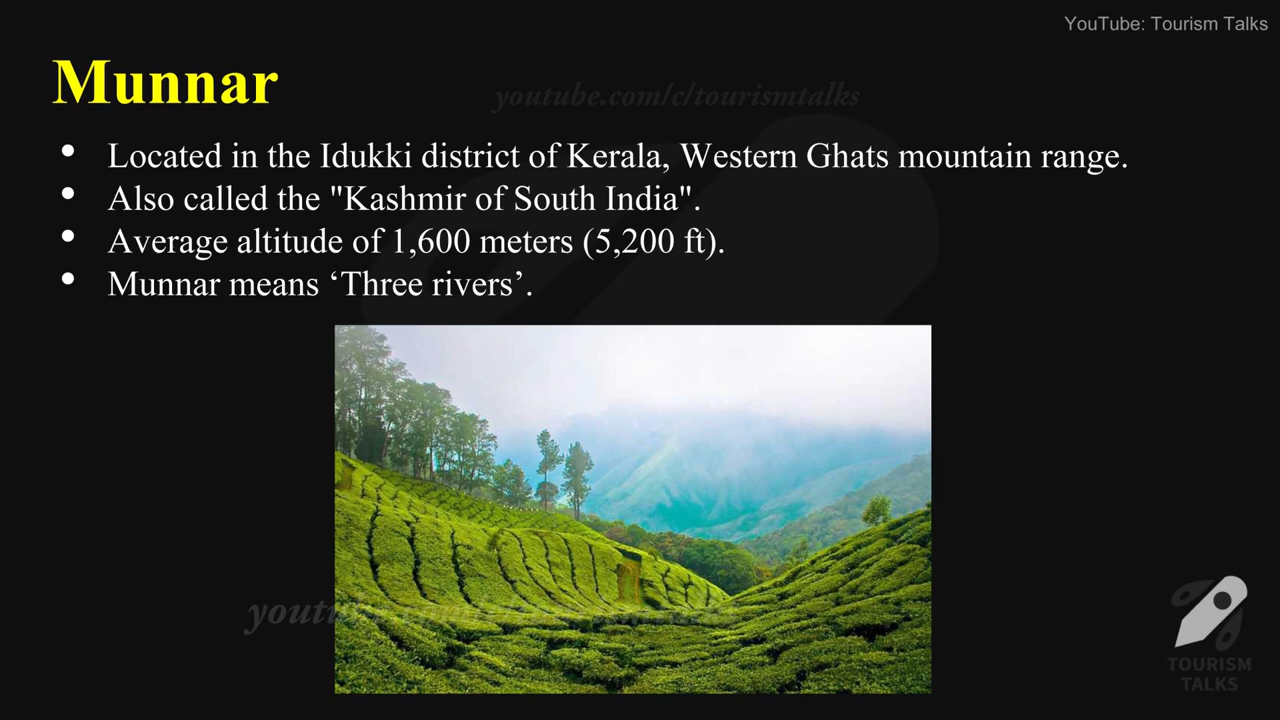 YouTube: Tourism Talks
Munnar
youtube.com/c/tourismtalks
• Located in the Idukki district of Kerala, Western Ghats mountain range.
• Also called the "Kashmir of South India".
• Average altitude of 1,600 meters (5,200 ft).
• Munnar means ‘Three rivers’.
TOURISM
TALKS